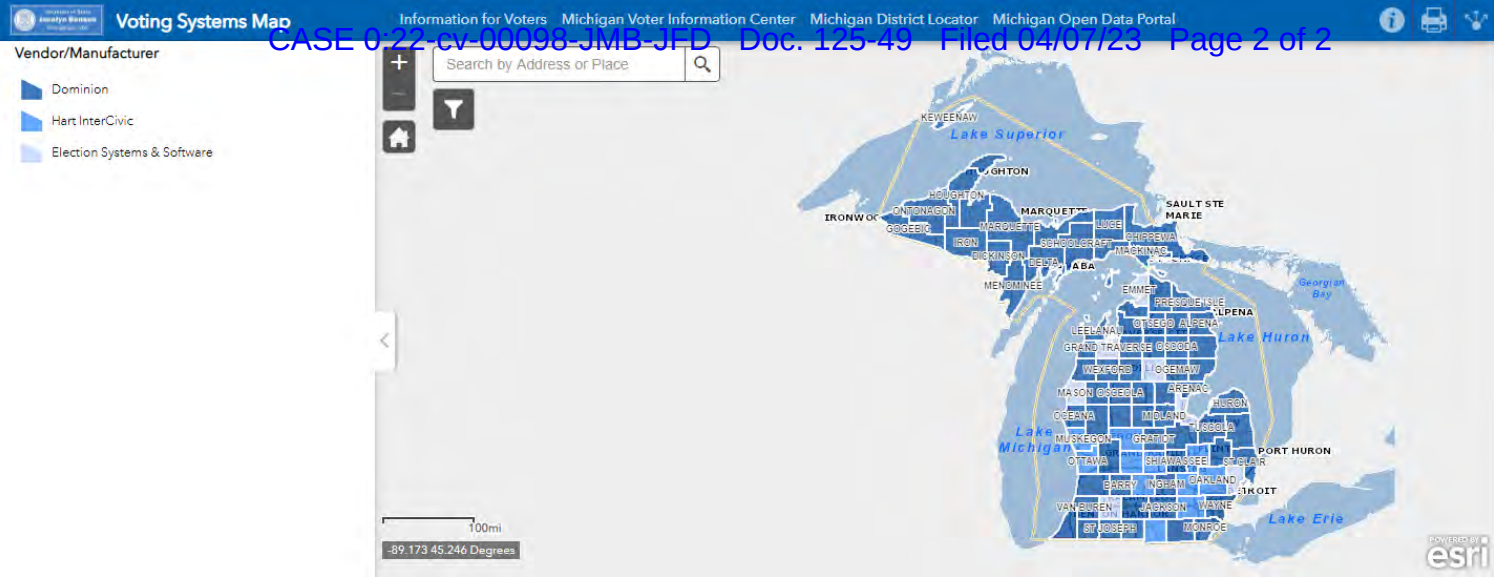 Jocelyn Benson
Voting Systems Map
Information for Voters Michigan Voter Information Center Michigan District Locator Michigan Open Data Portal
CASE 0:22-cv-00098-JMB-JFD Doc. 125-49 Filed 04/07/23 Page 2 of 2
Vendor/Manufacturer
Dominion
Hart InterCivic
Election Systems & Software
+
Search by Address or Place
KEWEENAW
Lake Superior
HOUGHTON
SAULT STE
MARIE
MARQUETTE
ONTONAGON
GOGEBIC
MARQUETTE
LUCE
CHIPPEWA
IRON
SCHOOLCRAFT
MACKINAC
DICKINSON
DELTA
MENOMINEE
EMMET
Georgian
Bay
PRESQUE ISLE
LEELANAU
OTSEGO
ALPENA
Lake Huron
GRAND TRAVERSE
OSCODA
WEXFORD
OGEMAW
MASON
OSCEOLA
ARENAC
HURON
OCEANA
MIDLAND
TUSCOLA
Lake
Michigan
MUSKEGON
GRATIOT
FLINT
PORT HURON
OTTAWA
SHIAWASSEE
ST CLAIR
BARRY
INGHAM
OAKLAND
VAN BUREN
JACKSON
WAYNE
ST JOSEPH
MONROE
Lake Erie
100mi
-89.173 45.246 Degrees
POWERED BY
esri